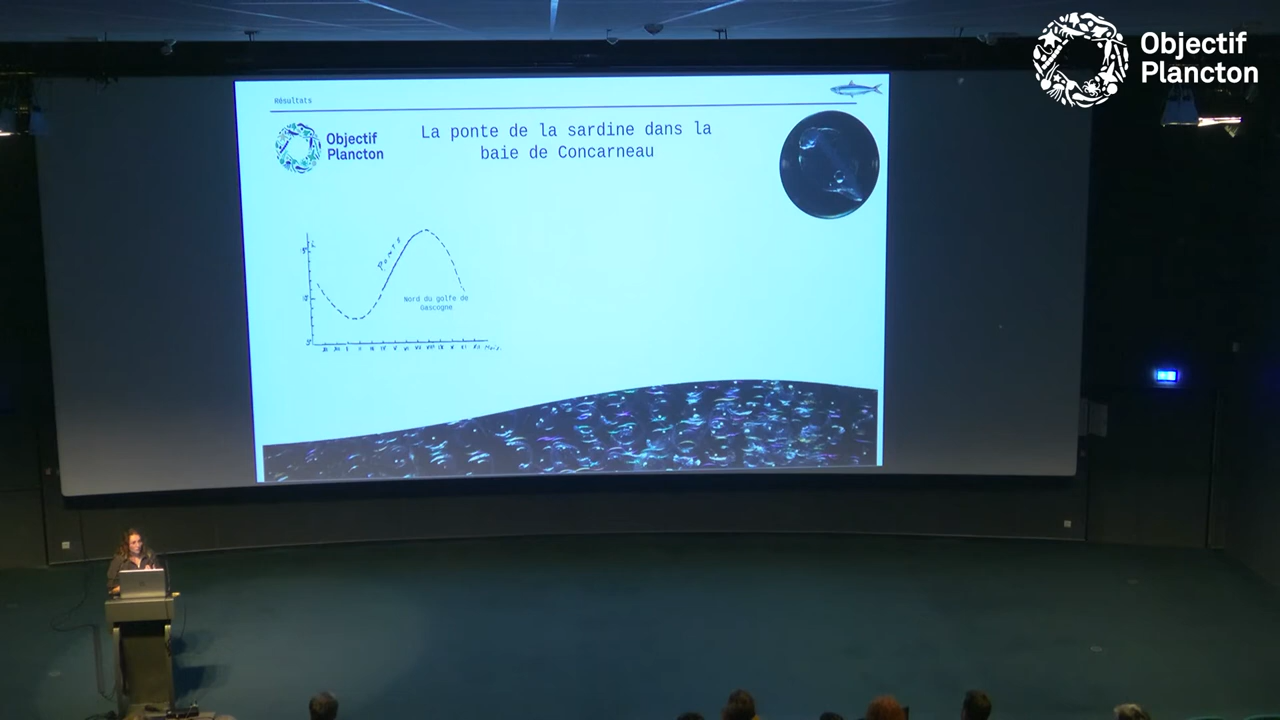 Objectif
Plancton
Résultats
Objectif
Plancton
La ponte de la sardine dans la
baie de Concarneau
PONTE
Nord du golfe de
Gascogne
Mois